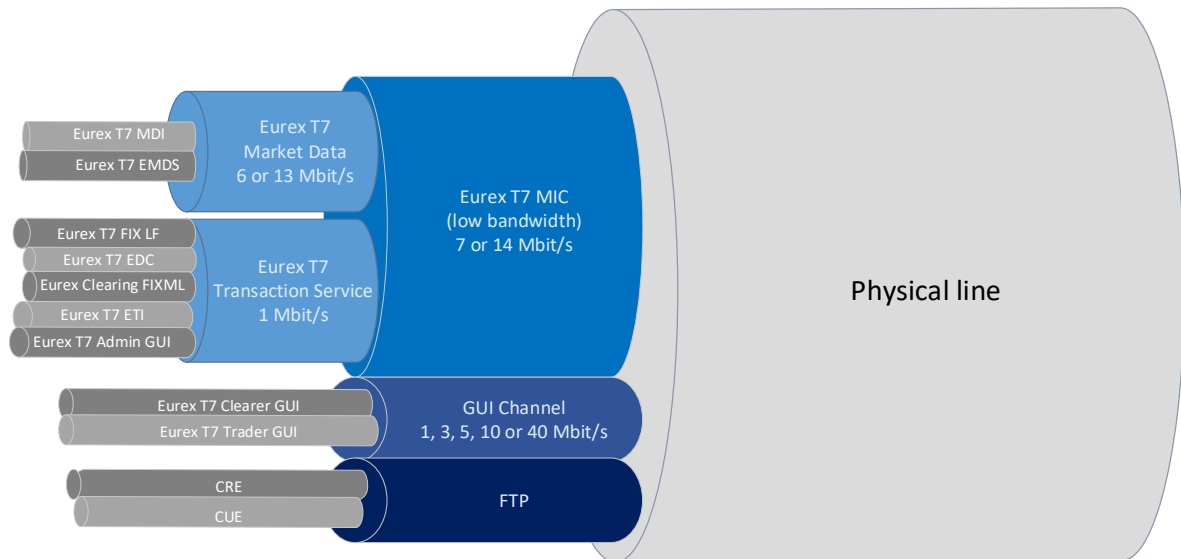 Eurex T7 MDI
Eurex T7 EMDS
Eurex T7
Market Data
6 or 13 Mbit/s
Eurex T7 FIX LF
Eurex T7 EDC
Eurex Clearing FIXML
Eurex T7 ETI
Eurex T7 Admin GUI
Eurex T7
Transaction Service
1 Mbit/s
Eurex T7 MIC
(low bandwidth)
7 or 14 Mbit/s
Eurex T7 Clearer GUI
Eurex T7 Trader GUI
GUI Channel
1, 3, 5, 10 or 40 Mbit/s
CRE
CUE
FTP
Physical line